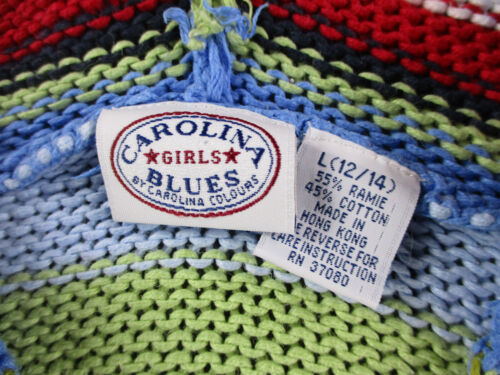 CAROLINA
★GIRLS★
BLUES
BY CAROLINA COLOURS
L(12/14)
55% RAMIE
45% COTTON
MADE IN
HONG KONG
E REVERSE FOR
CARE INSTRUCTION
RN 37080